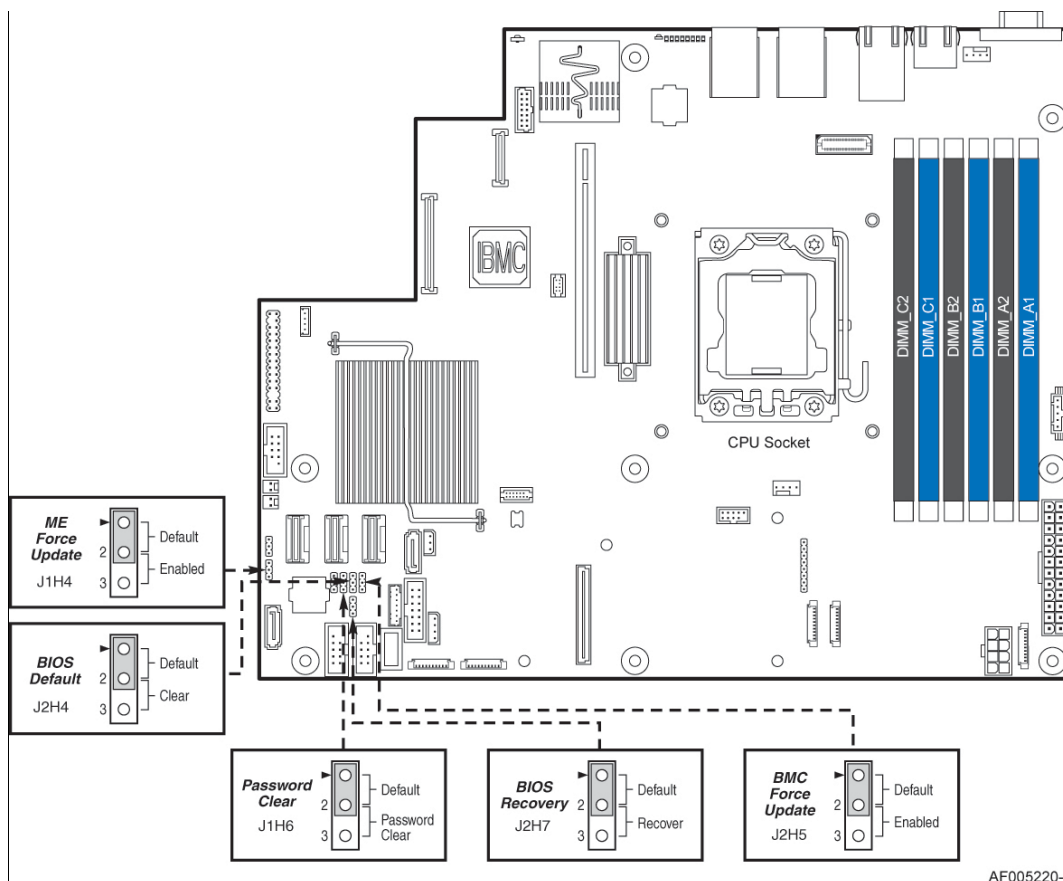 IBMC
DIMM_C2
DIMM_C1
DIMM_B2
DIMM_B1
DIMM_A2
DIMM_A1
CPU Socket
ME
Force
Update
J1H4
2
3
Default
Enabled
BIOS
Default
J2H4
2
3
Default
Clear
Password
Clear
J1H6
2
3
Default
Password
Clear
BIOS
Recovery
J2H7
2
3
Default
Recover
BMC
Force
Update
J2H5
2
3
Default
Enabled
AF005220-